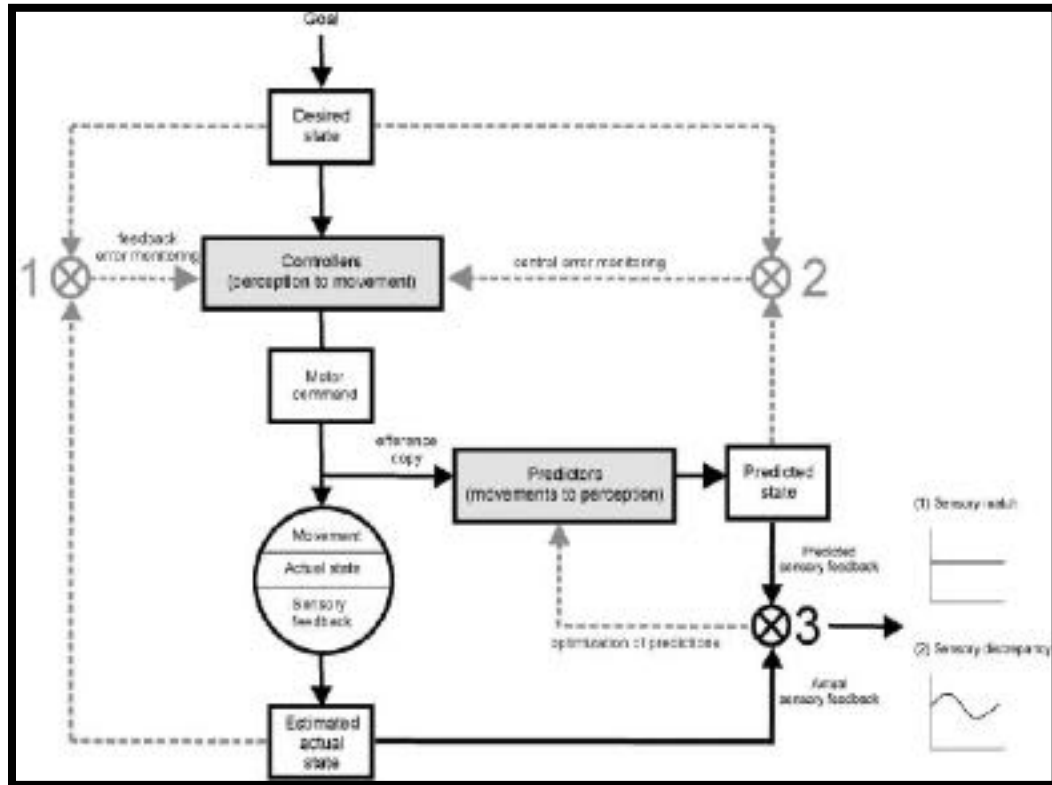 Goal
Desired
state
feedback
error monitoring
1
Controllers
(perception to movement)
central error monitoring
2
Motor
command
efference
copy
Predictors
(movements to perception)
Predicted
state
Movement
Actual state
Sensory
feedback
(1) Sensory match
Predicted
sensory feedback
3
optimization of predictions
(2) Sensory discrepancy
Actual
sensory feedback
Estimated
actual
state